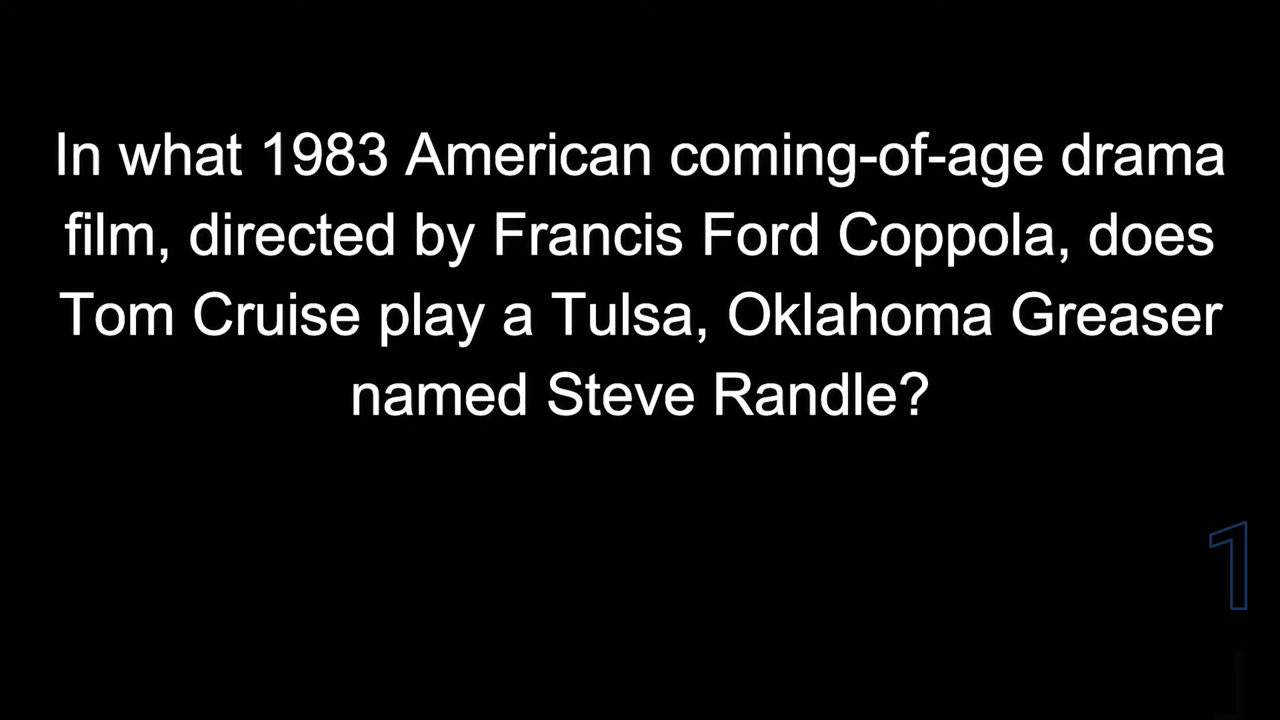 In what 1983 American coming-of-age drama
film, directed by Francis Ford Coppola, does
Tom Cruise play a Tulsa, Oklahoma Greaser
named Steve Randle?
1